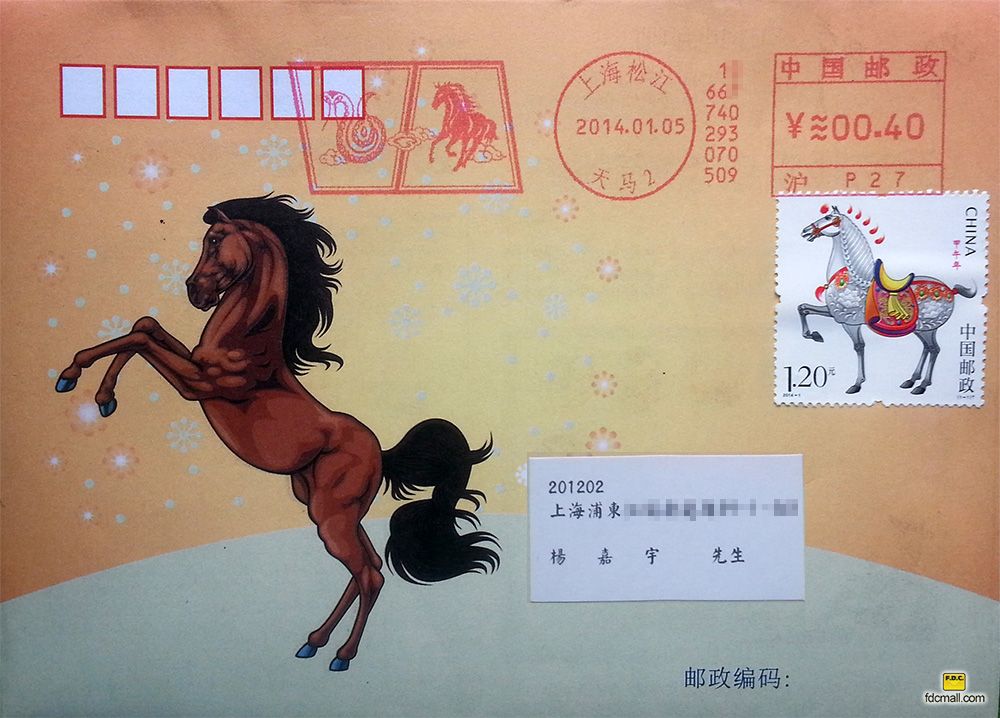 上海松江
2014.01.05
天马2
1
66
740
293
070
509
中国邮政
¥≋00.40
沪 P27
CHINA
甲午年
中国邮政
1.20元
2014-1
201202
上海浦東
楊 嘉 宇 先生
邮政编码:
F.D.C.
fdcmall.com